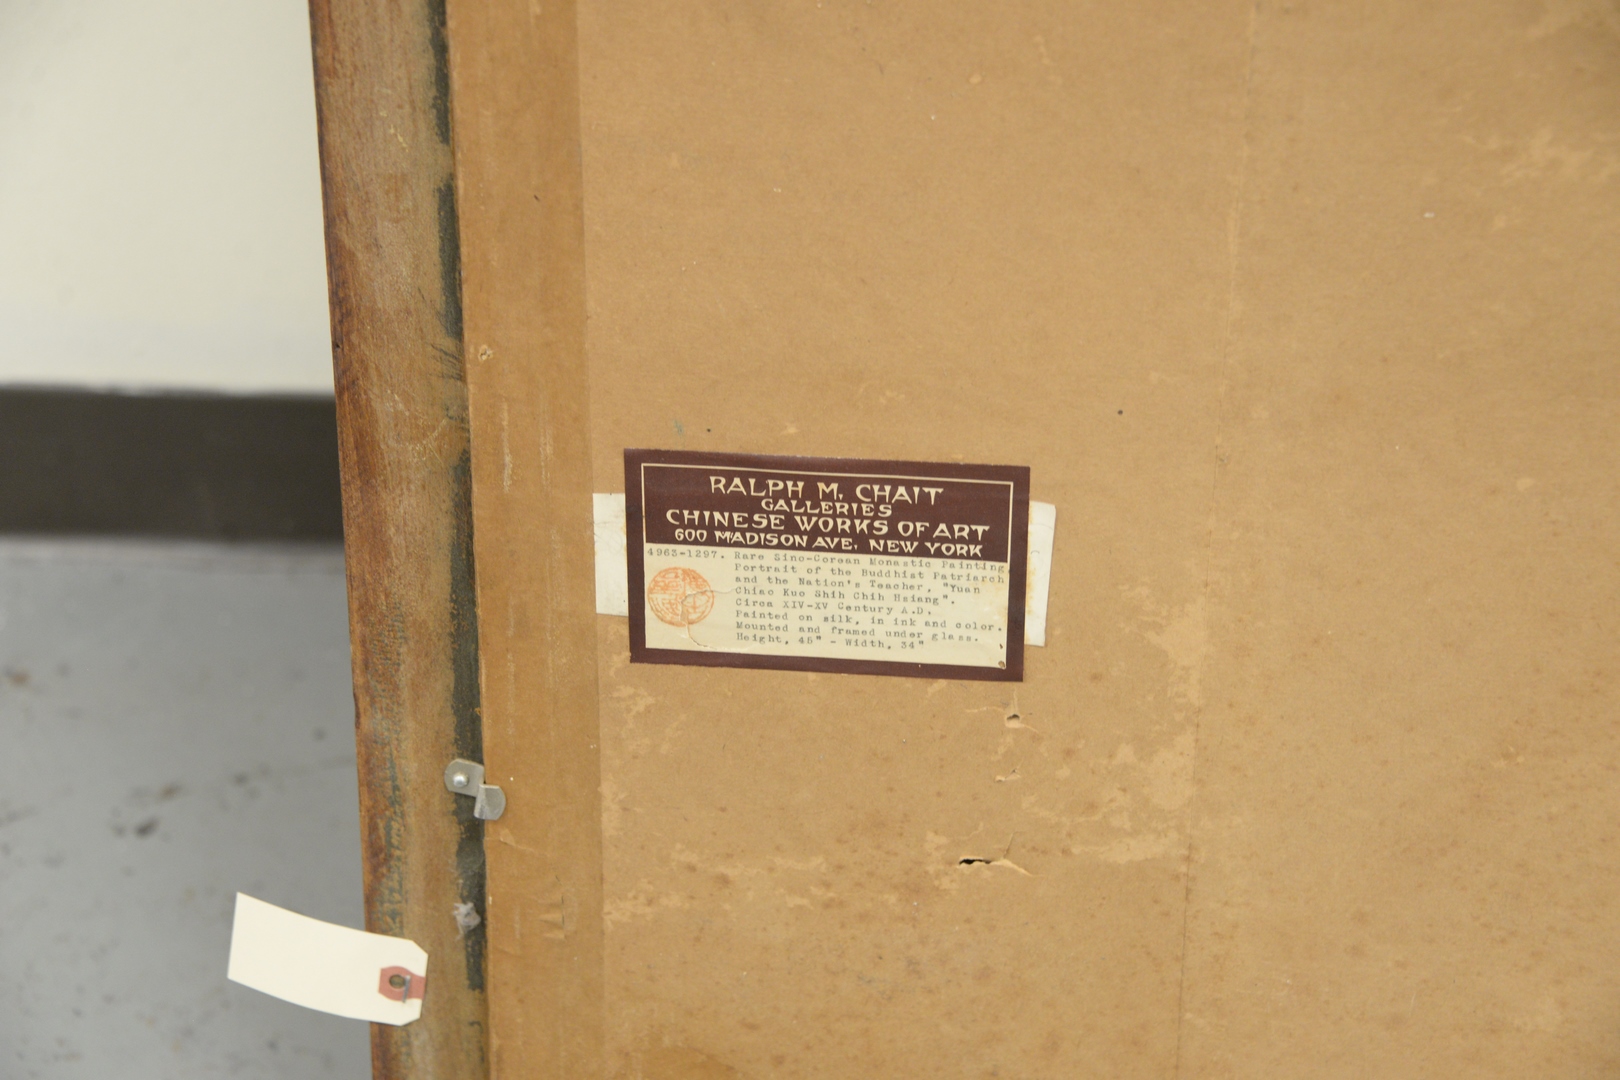 RALPH M. CHAIT
GALLERIES
CHINESE WORKS OF ART
600 MADISON AVE. NEW YORK
4963-1297. Rare Sino-Corean Monastic Painting
Portrait of the Buddhist Patriarch
and the Nation's Teacher, "Yuan
Chiao Kuo Shih Chih Hsiang".
Circa XIV-XV Century A.D.
Painted on silk, in ink and color.
Mounted and framed under glass.
Height, 45" - Width, 34"